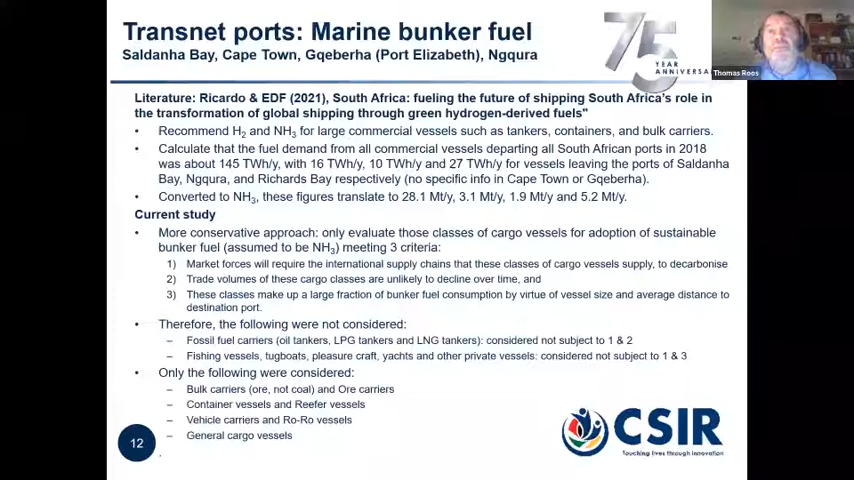 Transnet ports: Marine bunker fuel
Saldanha Bay, Cape Town, Gqeberha (Port Elizabeth), Ngqura
75
YEAR
ANNIVERSA
Thomas Roos
Literature: Ricardo & EDF (2021), South Africa: fueling the future of shipping South Africa's role in
the transformation of global shipping through green hydrogen-derived fuels"
• Recommend H₂ and NH₃ for large commercial vessels such as tankers, containers, and bulk carriers.
• Calculate that the fuel demand from all commercial vessels departing all South African ports in 2018
was about 145 TWh/y, with 16 TWh/y, 10 TWh/y and 27 TWh/y for vessels leaving the ports of Saldanha
Bay, Ngqura, and Richards Bay respectively (no specific info in Cape Town or Gqeberha).
• Converted to NH₃, these figures translate to 28.1 Mt/y, 3.1 Mt/y, 1.9 Mt/y and 5.2 Mt/y.
Current study
• More conservative approach: only evaluate those classes of cargo vessels for adoption of sustainable
bunker fuel (assumed to be NH₃) meeting 3 criteria:
1) Market forces will require the international supply chains that these classes of cargo vessels supply, to decarbonise
2) Trade volumes of these cargo classes are unlikely to decline over time, and
3) These classes make up a large fraction of bunker fuel consumption by virtue of vessel size and average distance to
destination port.
• Therefore, the following were not considered:
– Fossil fuel carriers (oil tankers, LPG tankers and LNG tankers): considered not subject to 1 & 2
– Fishing vessels, tugboats, pleasure craft, yachts and other private vessels: considered not subject to 1 & 3
• Only the following were considered:
– Bulk carriers (ore, not coal) and Ore carriers
– Container vessels and Reefer vessels
– Vehicle carriers and Ro-Ro vessels
– General cargo vessels
.
12
CSIR
Touching lives through innovation